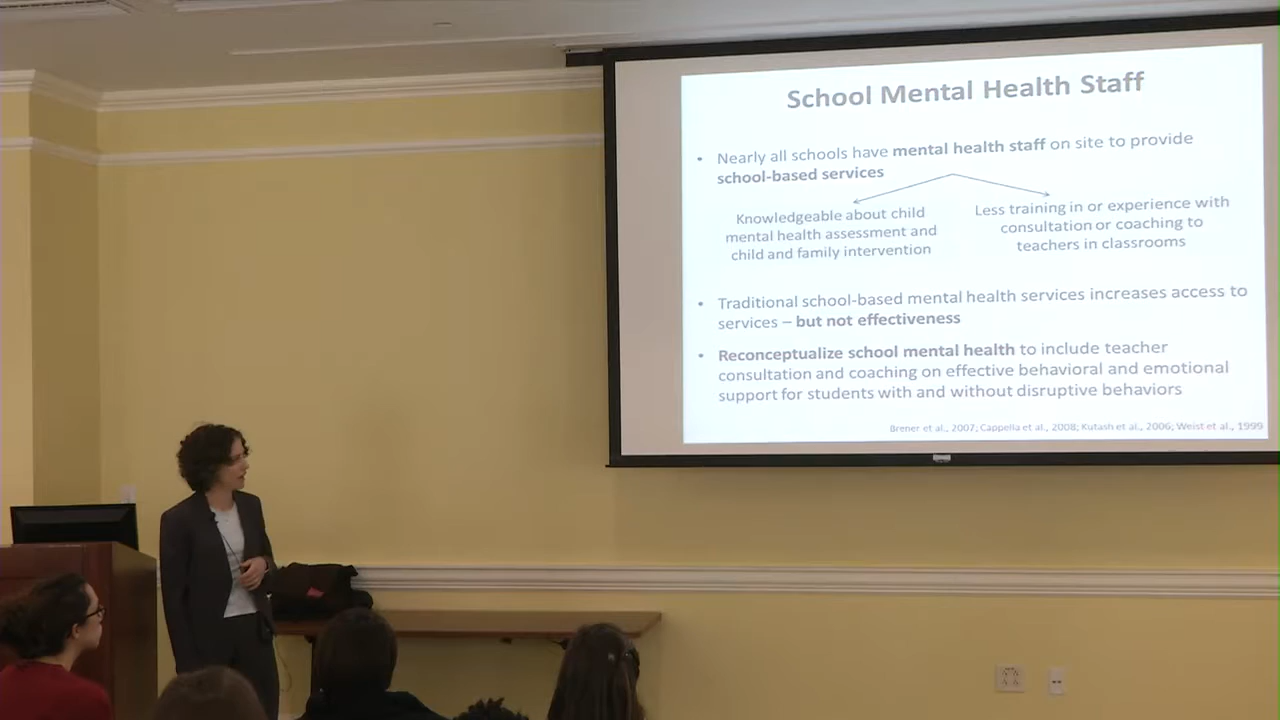 School Mental Health Staff
• Nearly all schools have mental health staff on site to provide
school-based services
Knowledgeable about child
mental health assessment and
child and family intervention
Less training in or experience with
consultation or coaching to
teachers in classrooms
• Traditional school-based mental health services increases access to
services – but not effectiveness
• Reconceptualize school mental health to include teacher
consultation and coaching on effective behavioral and emotional
support for students with and without disruptive behaviors
Brener et al., 2007; Cappella et al., 2008; Kutash et al., 2006; Weist et al., 1999